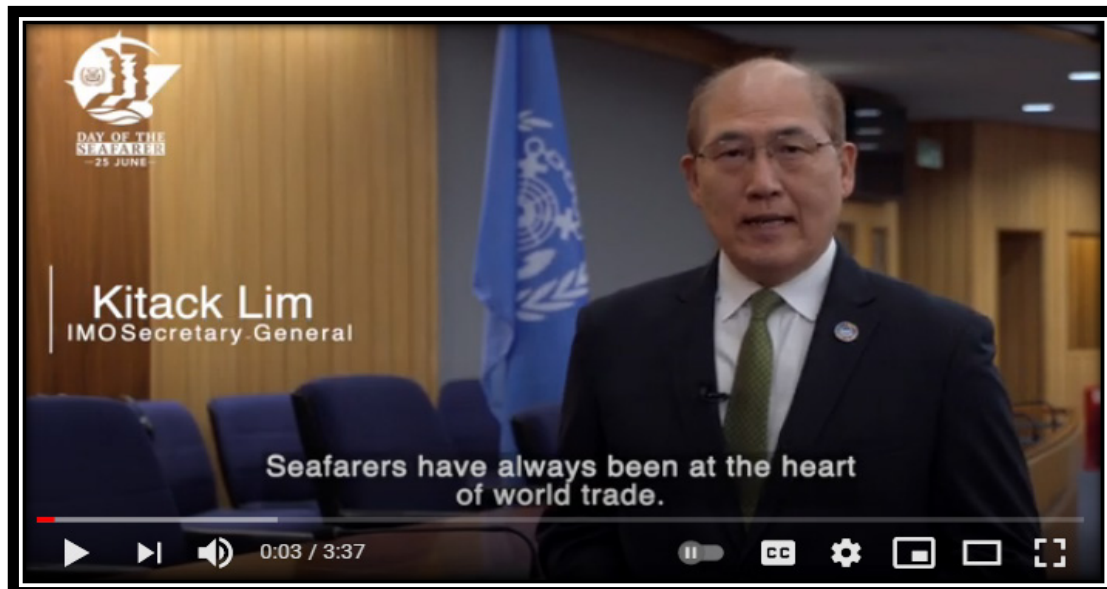 DAY OF THE
SEAFARER
–25 JUNE–
Kitack Lim
IMO Secretary-General
Seafarers have always been at the heart
of world trade.
0:03 / 3:37
CC